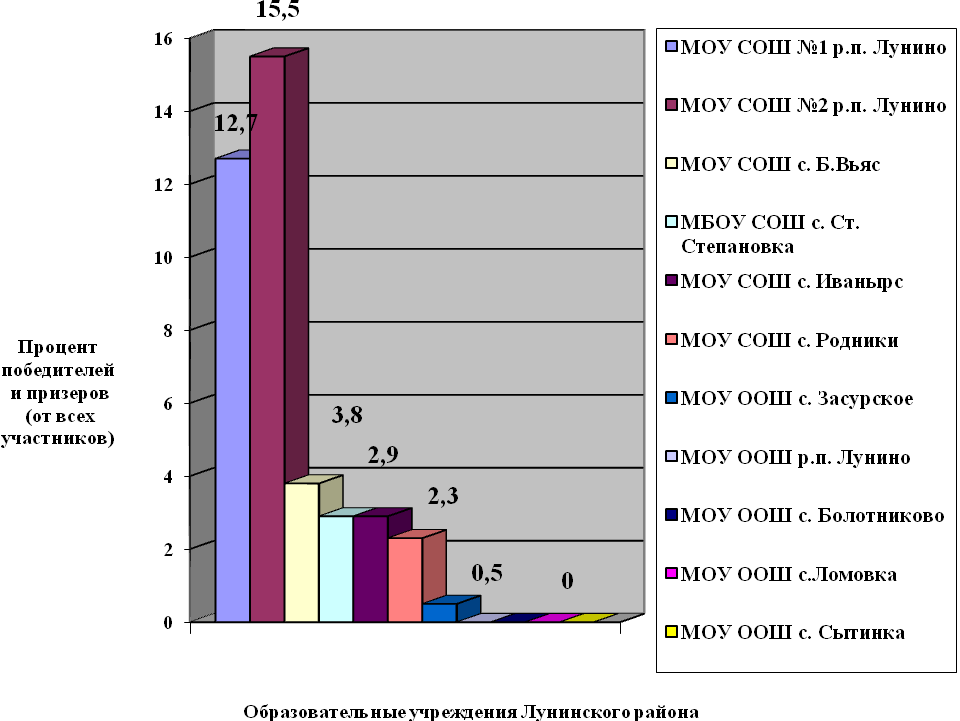 15,5
16
14
12,7
12
10
8
6
4
2
0
3,8
2,9
2,3
0,5
0
Процент
победителей
и призеров
(от всех
участников)
Образовательные учреждения Лунинского района
МОУ СОШ №1 р.п. Лунино
МОУ СОШ №2 р.п. Лунино
МОУ СОШ с. Б.Вьяс
МБОУ СОШ с. Ст.
Степановка
МОУ СОШ с. Иванырс
МОУ СОШ с. Родники
МОУ ООШ с. Засурское
МОУ ООШ р.п. Лунино
МОУ ООШ с. Болотниково
МОУ ООШ с.Ломовка
МОУ ООШ с. Сытинка